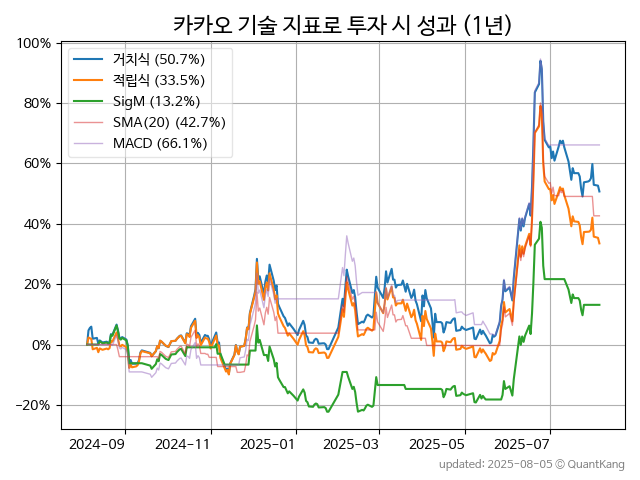 카카오 기술 지표로 투자 시 성과 (1년)
100%
80%
60%
40%
20%
0%
−20%
거치식 (50.7%)
적립식 (33.5%)
SigM (13.2%)
SMA(20) (42.7%)
MACD (66.1%)
2024-09
2024-11
2025-01
2025-03
2025-05
2025-07
updated: 2025-08-05 © QuantKang